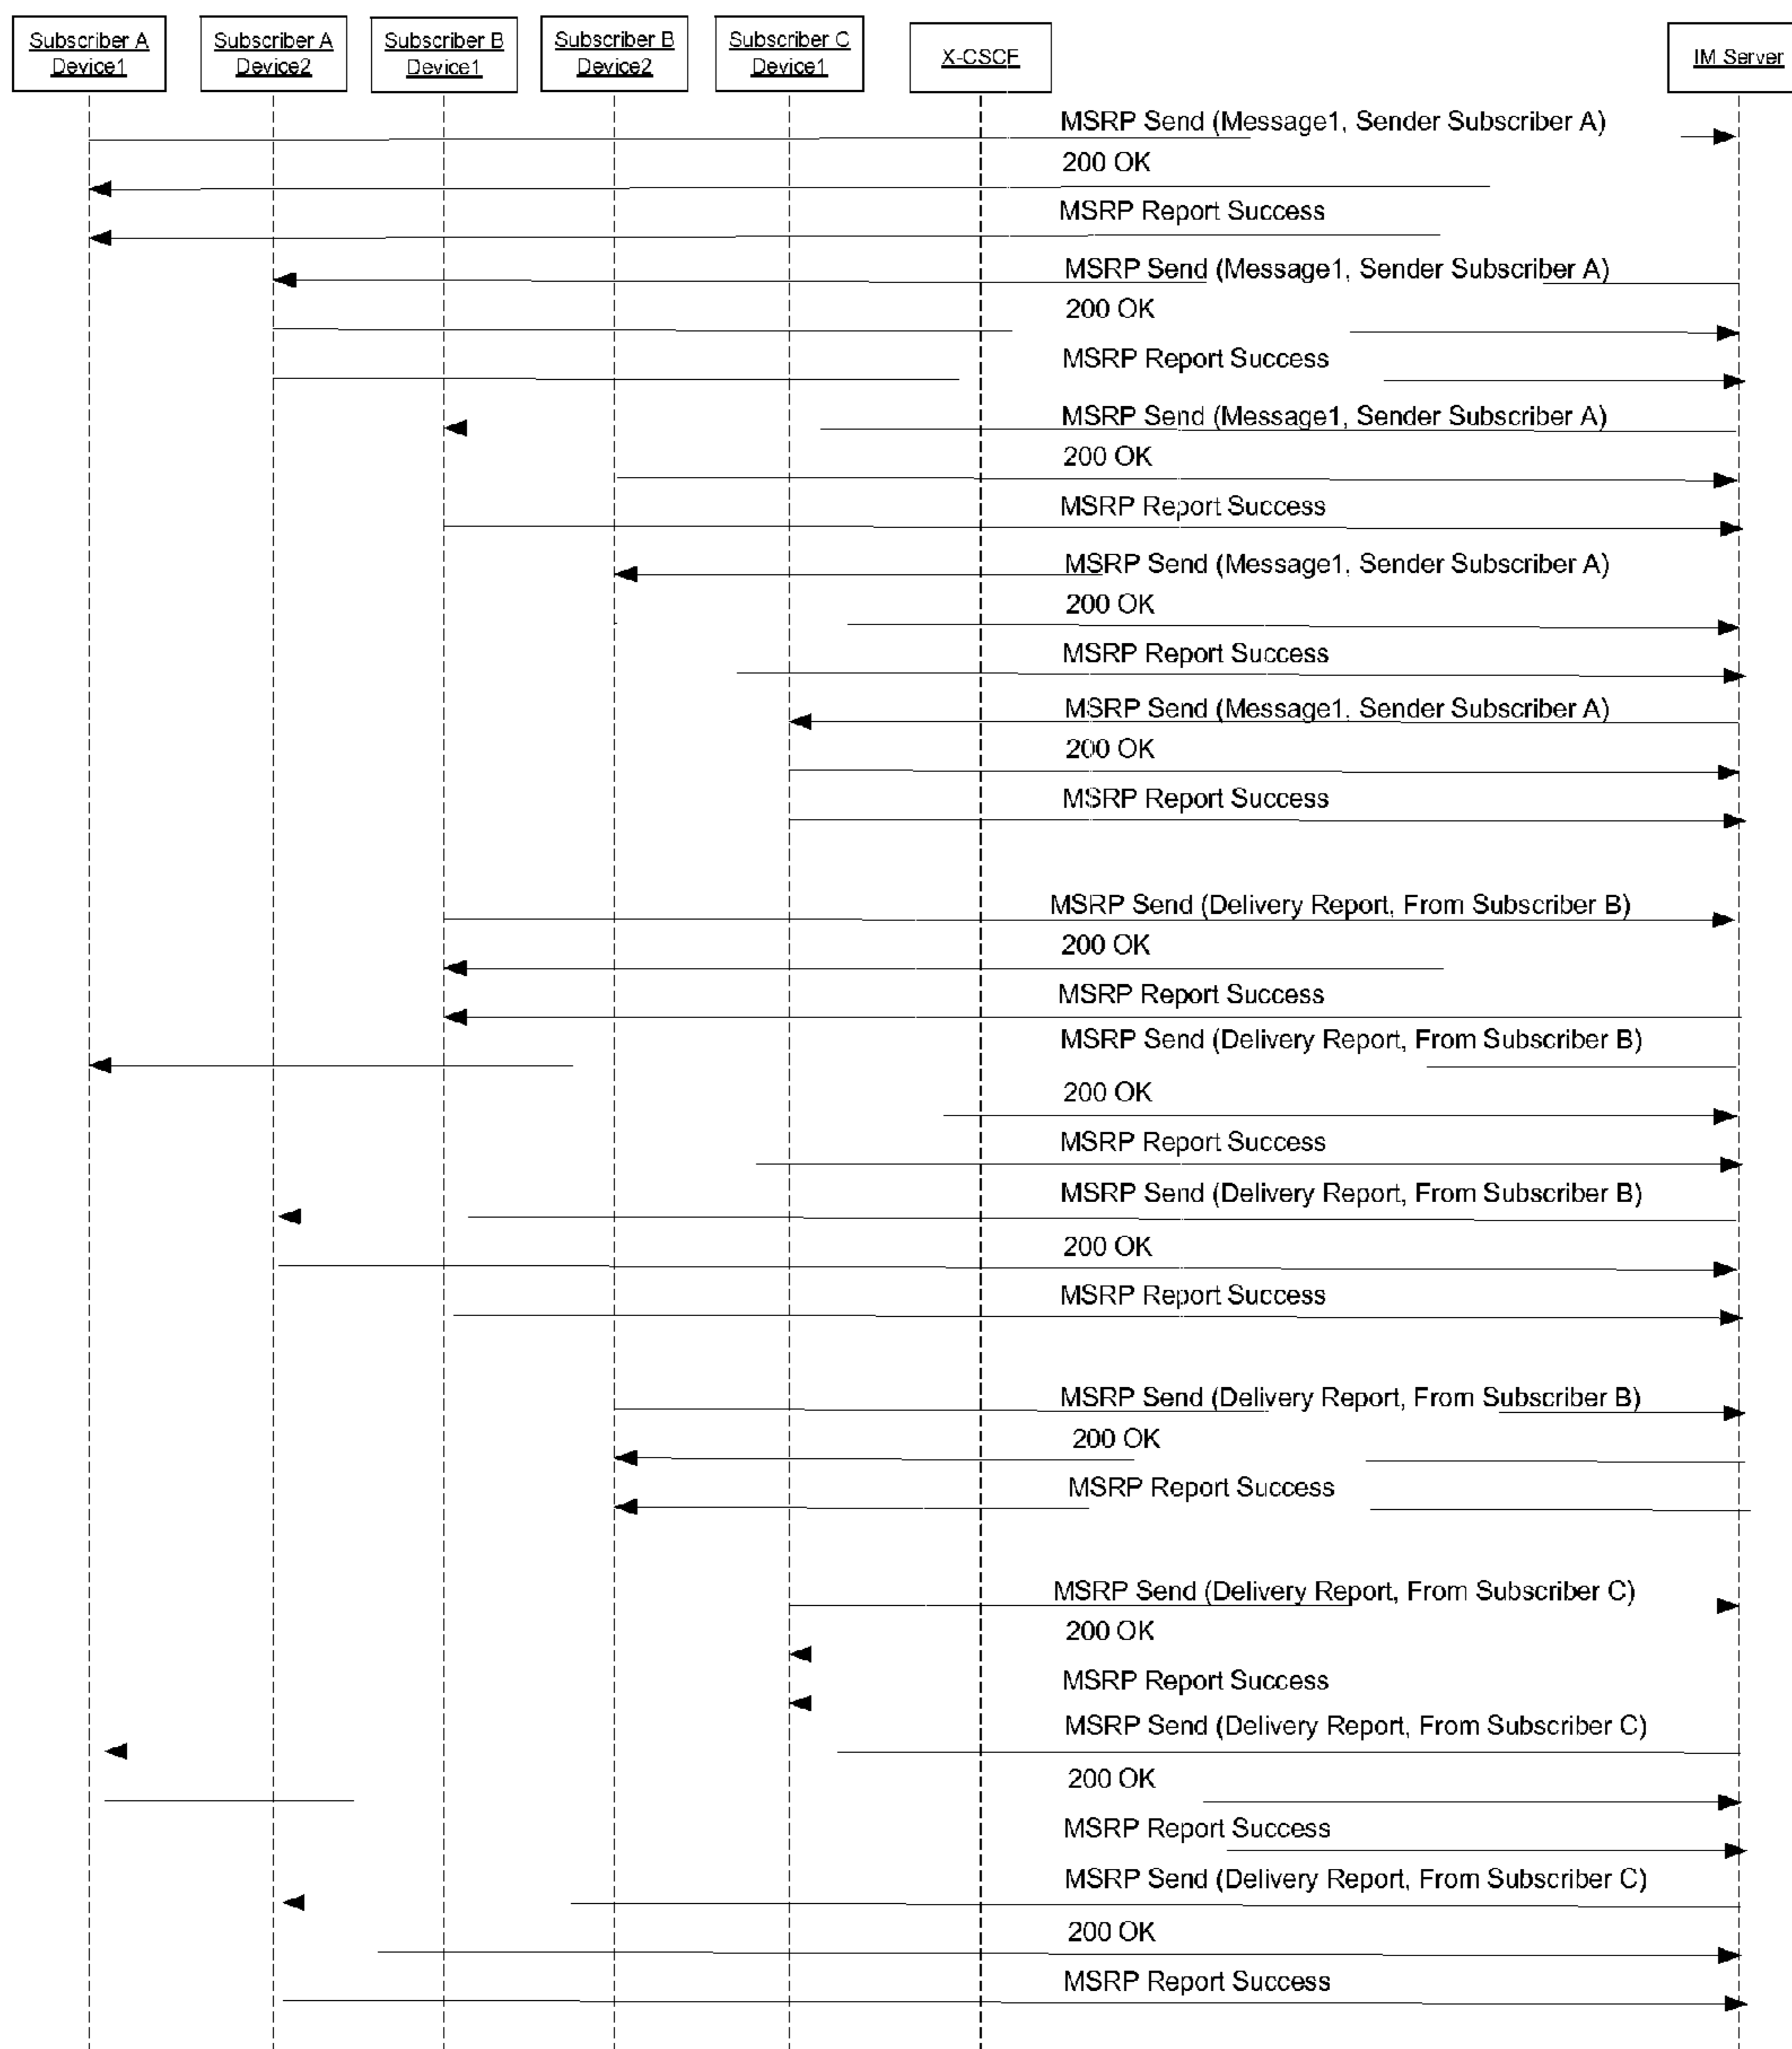 Subscriber A
Device1
Subscriber A
Device2
Subscriber B
Device1
Subscriber B
Device2
Subscriber C
Device1
X-CSCF
IM Server
MSRP Send (Message1, Sender Subscriber A)
200 OK
MSRP Report Success
MSRP Send (Message1, Sender Subscriber A)
200 OK
MSRP Report Success
MSRP Send (Message1, Sender Subscriber A)
200 OK
MSRP Report Success
MSRP Send (Message1, Sender Subscriber A)
200 OK
MSRP Report Success
MSRP Send (Message1, Sender Subscriber A)
200 OK
MSRP Report Success
MSRP Send (Delivery Report, From Subscriber B)
200 OK
MSRP Report Success
MSRP Send (Delivery Report, From Subscriber B)
200 OK
MSRP Report Success
MSRP Send (Delivery Report, From Subscriber B)
200 OK
MSRP Report Success
MSRP Send (Delivery Report, From Subscriber B)
200 OK
MSRP Report Success
MSRP Send (Delivery Report, From Subscriber C)
200 OK
MSRP Report Success
MSRP Send (Delivery Report, From Subscriber C)
200 OK
MSRP Report Success
MSRP Send (Delivery Report, From Subscriber C)
200 OK
MSRP Report Success